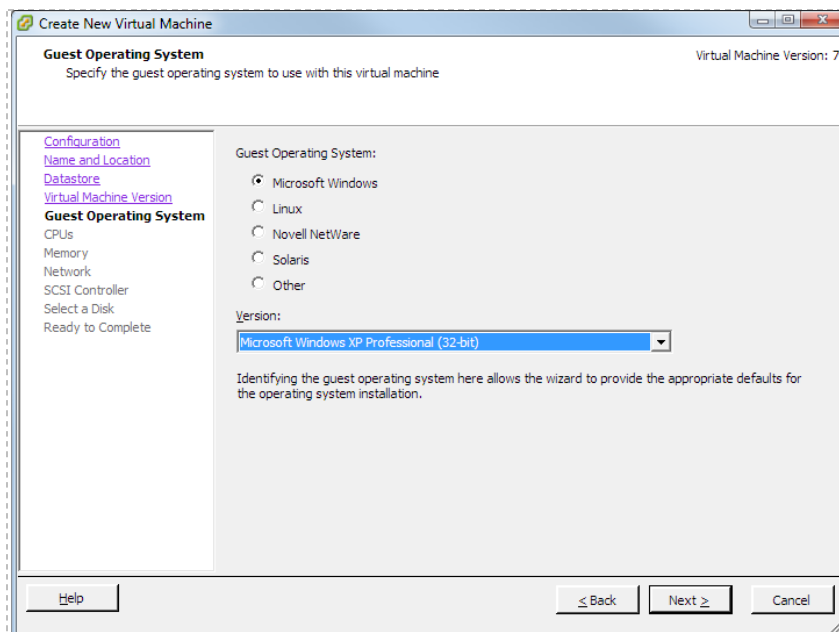 Create New Virtual Machine
Guest Operating System
Virtual Machine Version: 7
Specify the guest operating system to use with this virtual machine
Configuration
Name and Location
Datastore
Virtual Machine Version
Guest Operating System
CPUs
Memory
Network
SCSI Controller
Select a Disk
Ready to Complete
Guest Operating System:
Microsoft Windows
Linux
Novell NetWare
Solaris
Other
Version:
Microsoft Windows XP Professional (32-bit)
Identifying the guest operating system here allows the wizard to provide the appropriate defaults for
the operating system installation.
Help
< Back
Next >
Cancel